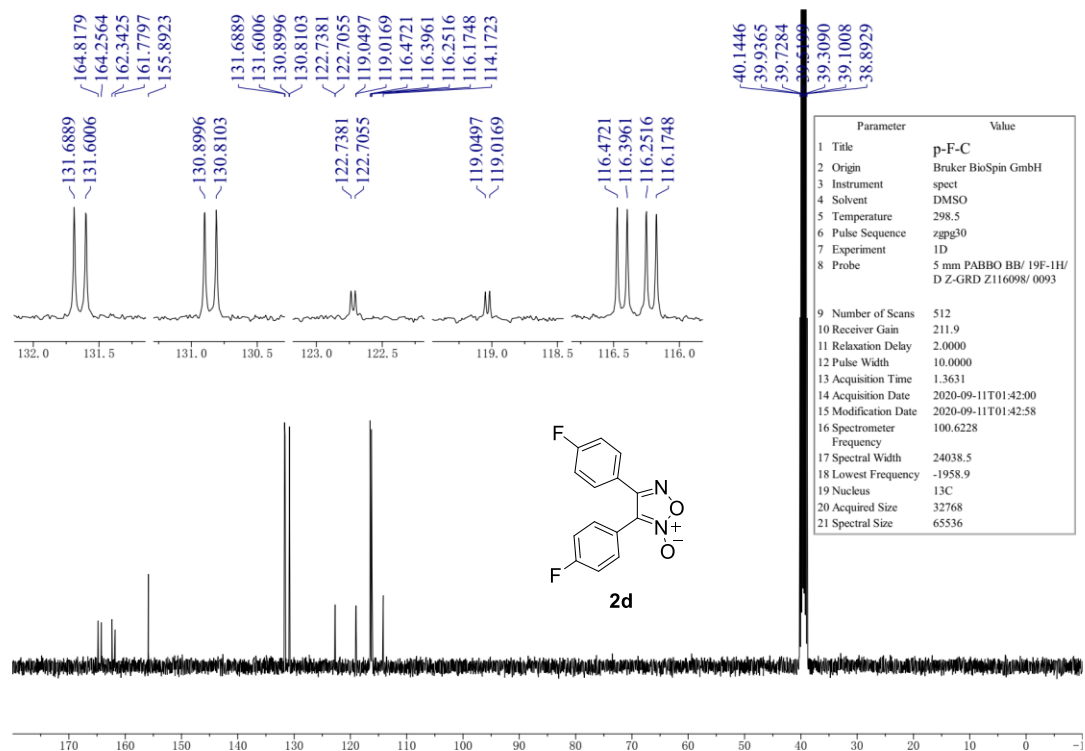 164.8179
164.2564
162.3425
161.7797
155.8923
131.6889
131.6006
130.8996
130.8103
122.7381
122.7055
119.0497
119.0169
116.4721
116.3961
116.2516
116.1748
114.1723
40.1446
39.9365
39.7284
39.5199
39.3090
39.1008
38.8929
131.6889
131.6006
130.8996
130.8103
122.7381
122.7055
119.0497
119.0169
116.4721
116.3961
116.2516
116.1748
132.0 131.5 131.0 130.5 123.0 122.5 119.0 118.5 116.5 116.0
Parameter Value
1 Title p-F-C
2 Origin Bruker BioSpin GmbH
3 Instrument spect
4 Solvent DMSO
5 Temperature 298.5
6 Pulse Sequence zgpg30
7 Experiment 1D
8 Probe 5 mm PABBO BB/ 19F-1H/
D Z-GRD Z116098/ 0093
9 Number of Scans 512
10 Receiver Gain 211.9
11 Relaxation Delay 2.0000
12 Pulse Width 10.0000
13 Acquisition Time 1.3631
14 Acquisition Date 2020-09-11T01:42:00
15 Modification Date 2020-09-11T01:42:58
16 Spectrometer 100.6228
Frequency
17 Spectral Width 24038.5
18 Lowest Frequency -1958.9
19 Nucleus 13C
20 Acquired Size 32768
21 Spectral Size 65536
F
N
O
N+
O−
F
2d
170 160 150 140 130 120 110 100 90 80 70 60 50 40 30 20 10 0